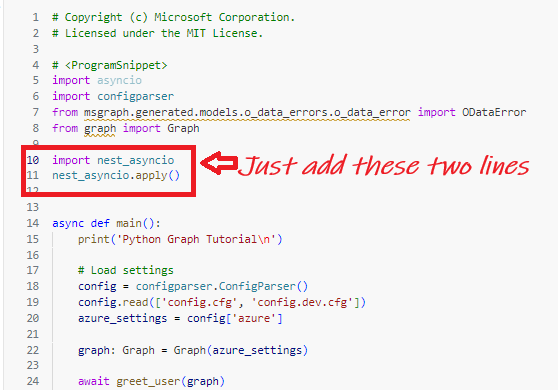 1 # Copyright (c) Microsoft Corporation.
2 # Licensed under the MIT License.
3
4 # <ProgramSnippet>
5 import asyncio
6 import configparser
7 from msgraph.generated.models.o_data_errors.o_data_error import ODataError
8 from graph import Graph
9
10 import nest_asyncio
11 nest_asyncio.apply()
Just add these two lines
12
13
14 async def main():
15     print('Python Graph Tutorial\n')
16
17     # Load settings
18     config = configparser.ConfigParser()
19     config.read(['config.cfg', 'config.dev.cfg'])
20     azure_settings = config['azure']
21
22     graph: Graph = Graph(azure_settings)
23
24     await greet_user(graph)